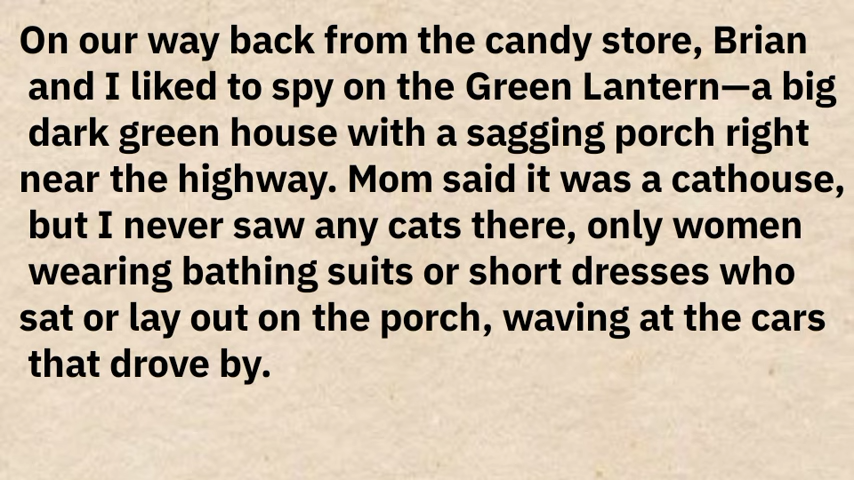 On our way back from the candy store, Brian
and I liked to spy on the Green Lantern—a big
dark green house with a sagging porch right
near the highway. Mom said it was a cathouse,
but I never saw any cats there, only women
wearing bathing suits or short dresses who
sat or lay out on the porch, waving at the cars
that drove by.